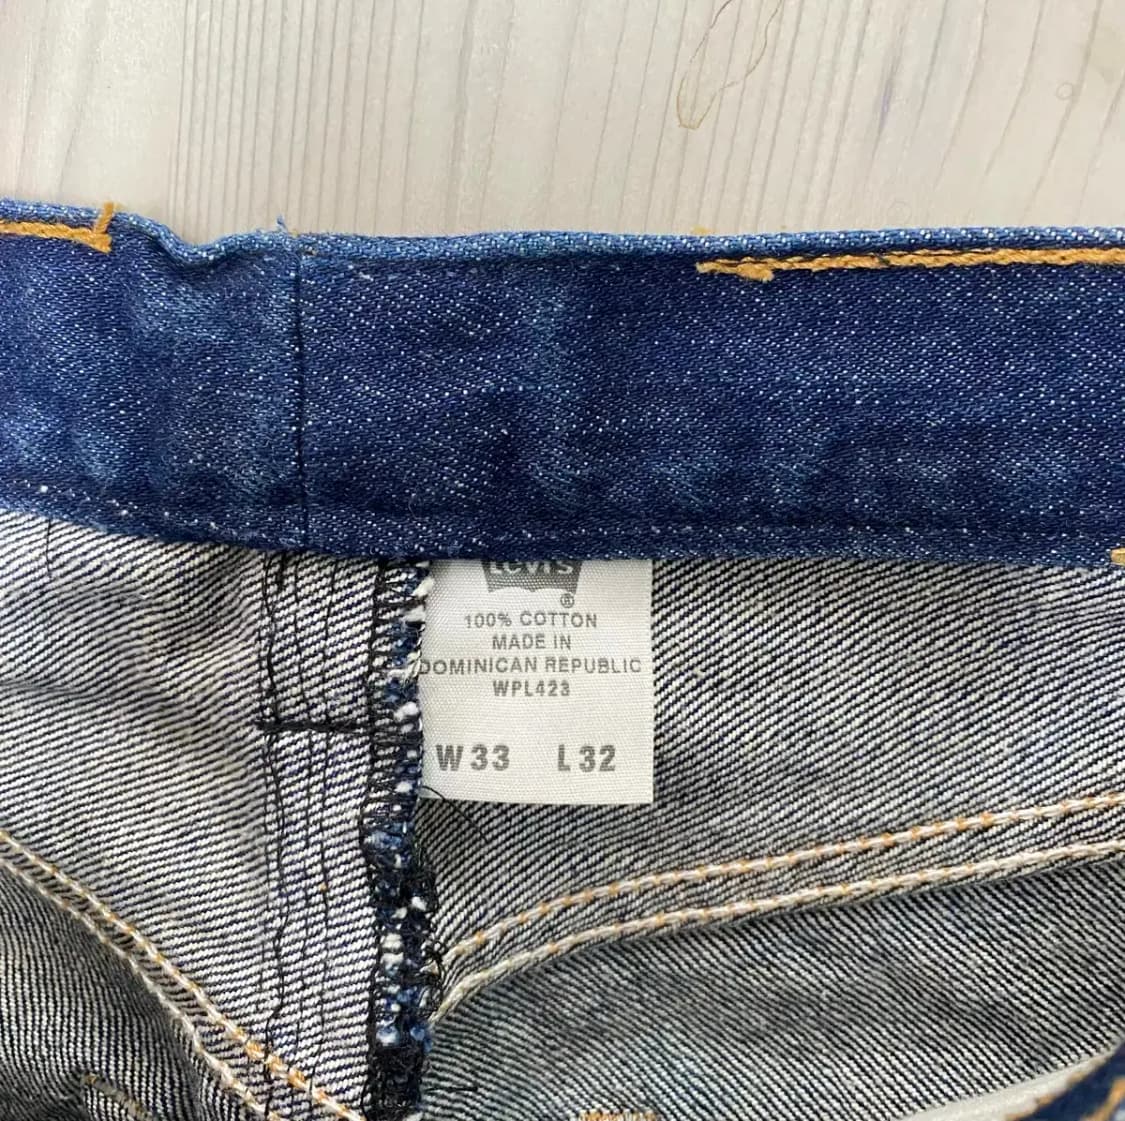 Levi's
®
100% COTTON
MADE IN
DOMINICAN REPUBLIC
WPL423
W33 L32